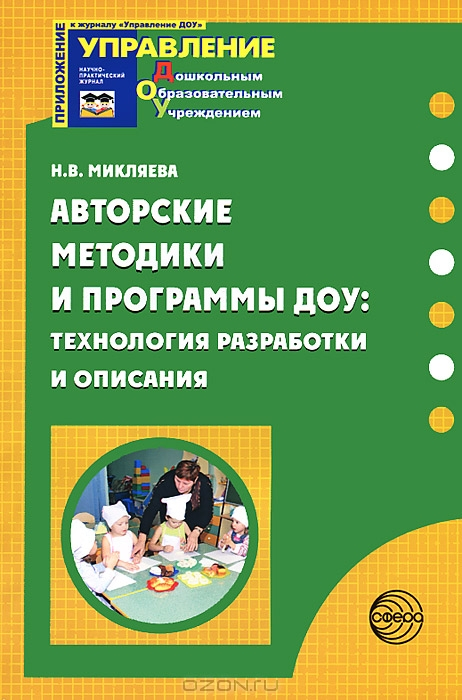 ПРИЛОЖЕНИЕ
к журналу «Управление ДОУ»
УПРАВЛЕНИЕ
НАУЧНО-
ПРАКТИЧЕСКИЙ
ЖУРНАЛ
Дошкольным
Образовательным
Учреждением
Н.В. МИКЛЯЕВА
АВТОРСКИЕ
МЕТОДИКИ
И ПРОГРАММЫ ДОУ:
ТЕХНОЛОГИЯ РАЗРАБОТКИ
И ОПИСАНИЯ
сфера
OZON.RU